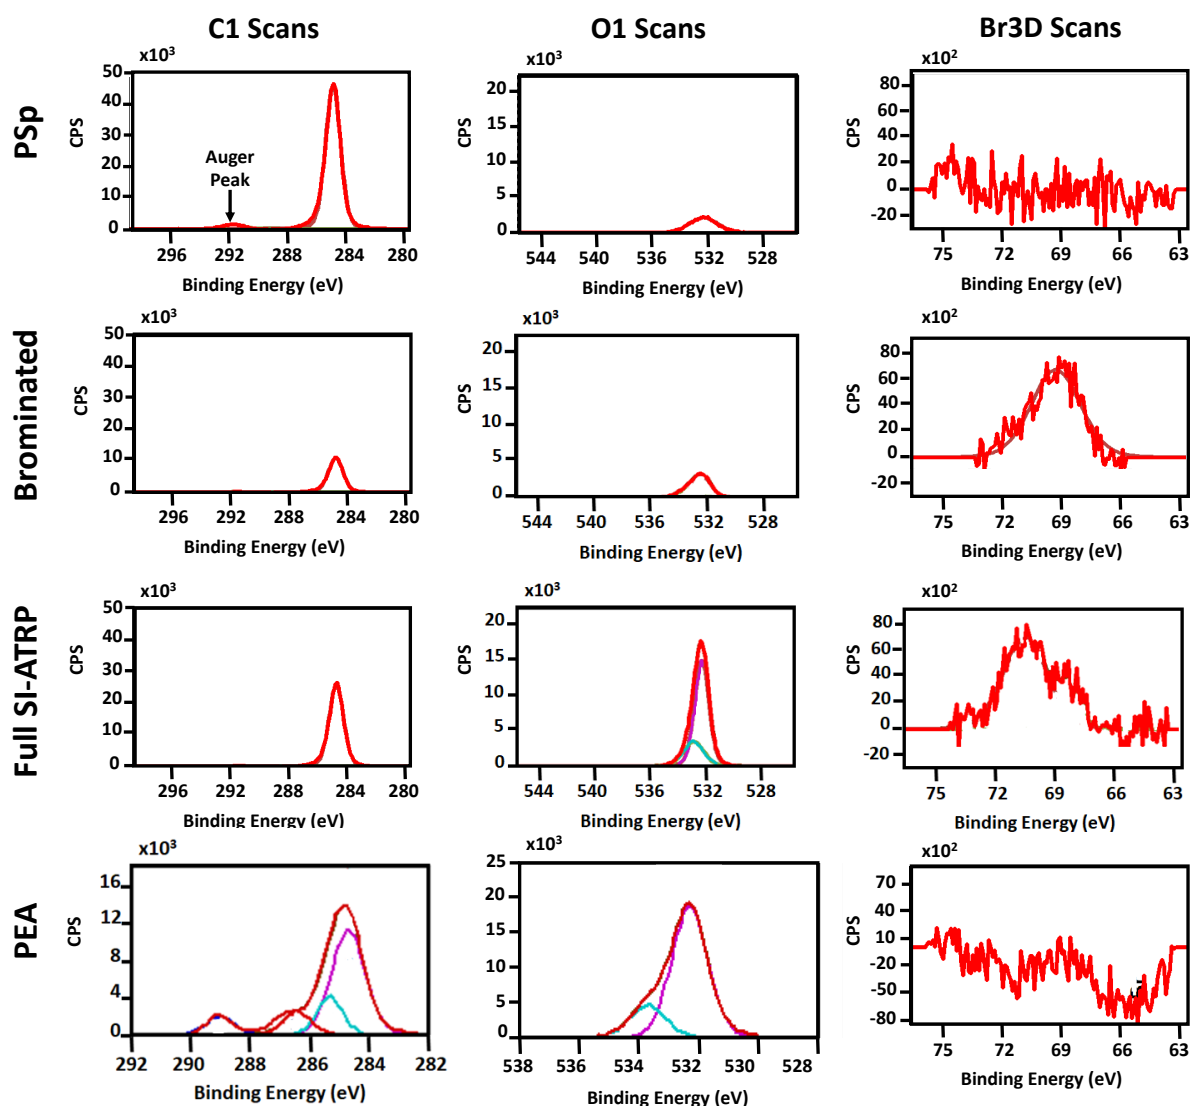 C1 Scans
O1 Scans
Br3D Scans
PSp
x10³
50
40
30
20
10
0
CPS
Auger
Peak
296
292
288
284
280
Binding Energy (eV)
x10³
20
15
10
5
0
CPS
544
540
536
532
528
Binding Energy (eV)
x10²
80
60
40
20
0
-20
CPS
75
72
69
66
63
Binding Energy (eV)
Brominated
x10³
50
40
30
20
10
0
CPS
296
292
288
284
280
Binding Energy (eV)
x10³
20
15
10
5
0
CPS
544
540
536
532
528
Binding Energy (eV)
x10²
80
60
40
20
0
-20
CPS
75
72
69
66
63
Binding Energy (eV)
Full SI-ATRP
x10³
50
40
30
20
10
0
CPS
296
292
288
284
280
Binding Energy (eV)
x10³
20
15
10
5
0
CPS
544
540
536
532
528
Binding Energy (eV)
x10²
80
60
40
20
0
-20
CPS
75
72
69
66
63
Binding Energy (eV)
PEA
x10³
16
12
8
4
0
CPS
292
290
288
286
284
282
Binding Energy (eV)
x10³
25
20
15
10
5
0
CPS
538
536
534
532
530
528
Binding Energy (eV)
x10²
70
40
10
-20
-50
-80
CPS
75
72
69
66
63
Binding Energy (eV)